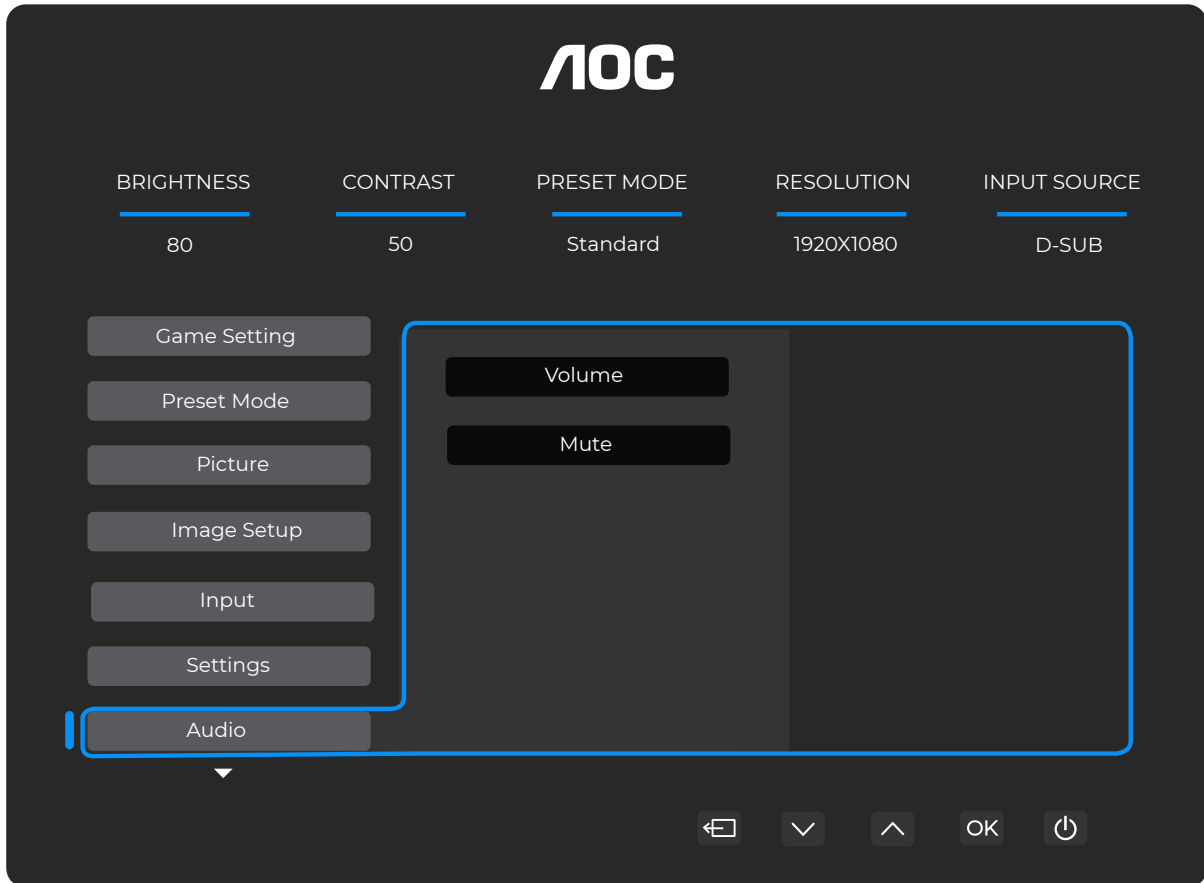 AOC
BRIGHTNESS CONTRAST PRESET MODE RESOLUTION INPUT SOURCE
80 50 Standard 1920X1080 D-SUB
Game Setting
Volume
Preset Mode
Mute
Picture
Image Setup
Input
Settings
Audio
OK